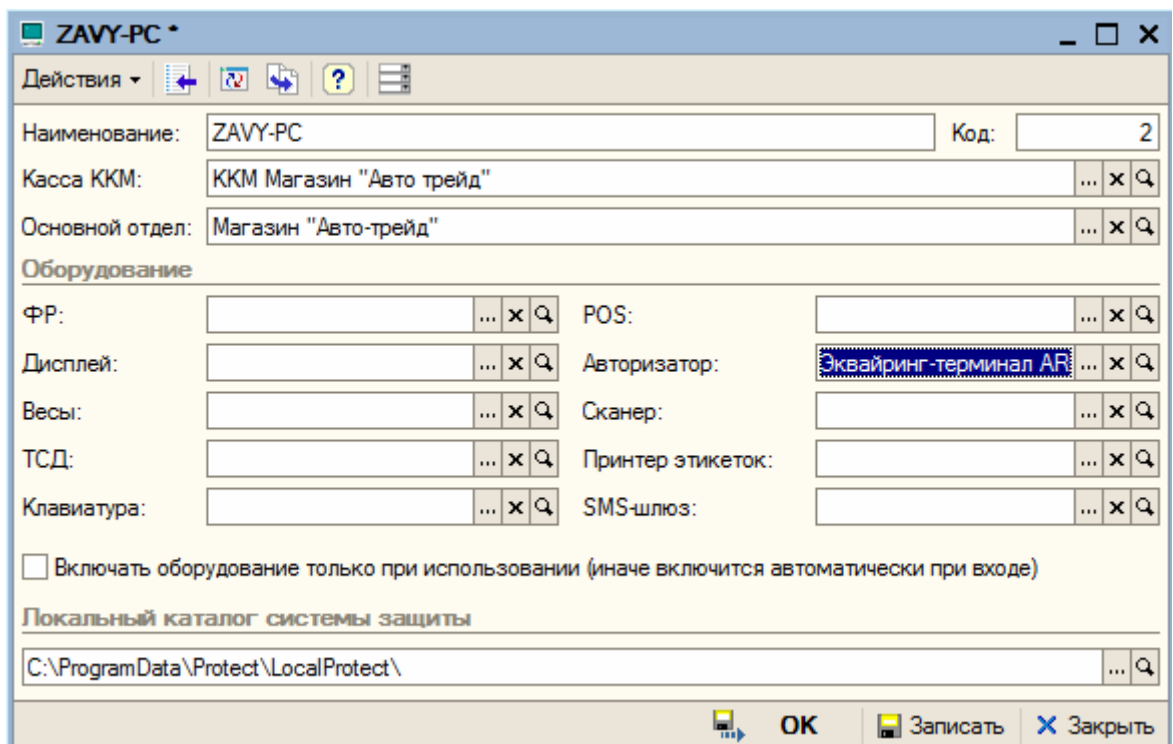 ZAVY-PC *
Действия
Наименование: ZAVY-PC Код: 2
Касса ККМ: ККМ Магазин "Авто трейд" ...
Основной отдел: Магазин "Авто-трейд" ...
Оборудование
ФР: ... POS: ...
Дисплей: ... Авторизатор: Эквайринг-терминал AR ...
Весы: ... Сканер: ...
ТСД: ... Принтер этикеток: ...
Клавиатура: ... SMS-шлюз: ...
Включать оборудование только при использовании (иначе включится автоматически при входе)
Локальный каталог системы защиты
C:\ProgramData\Protect\LocalProtect\ ...
OK Записать Закрыть